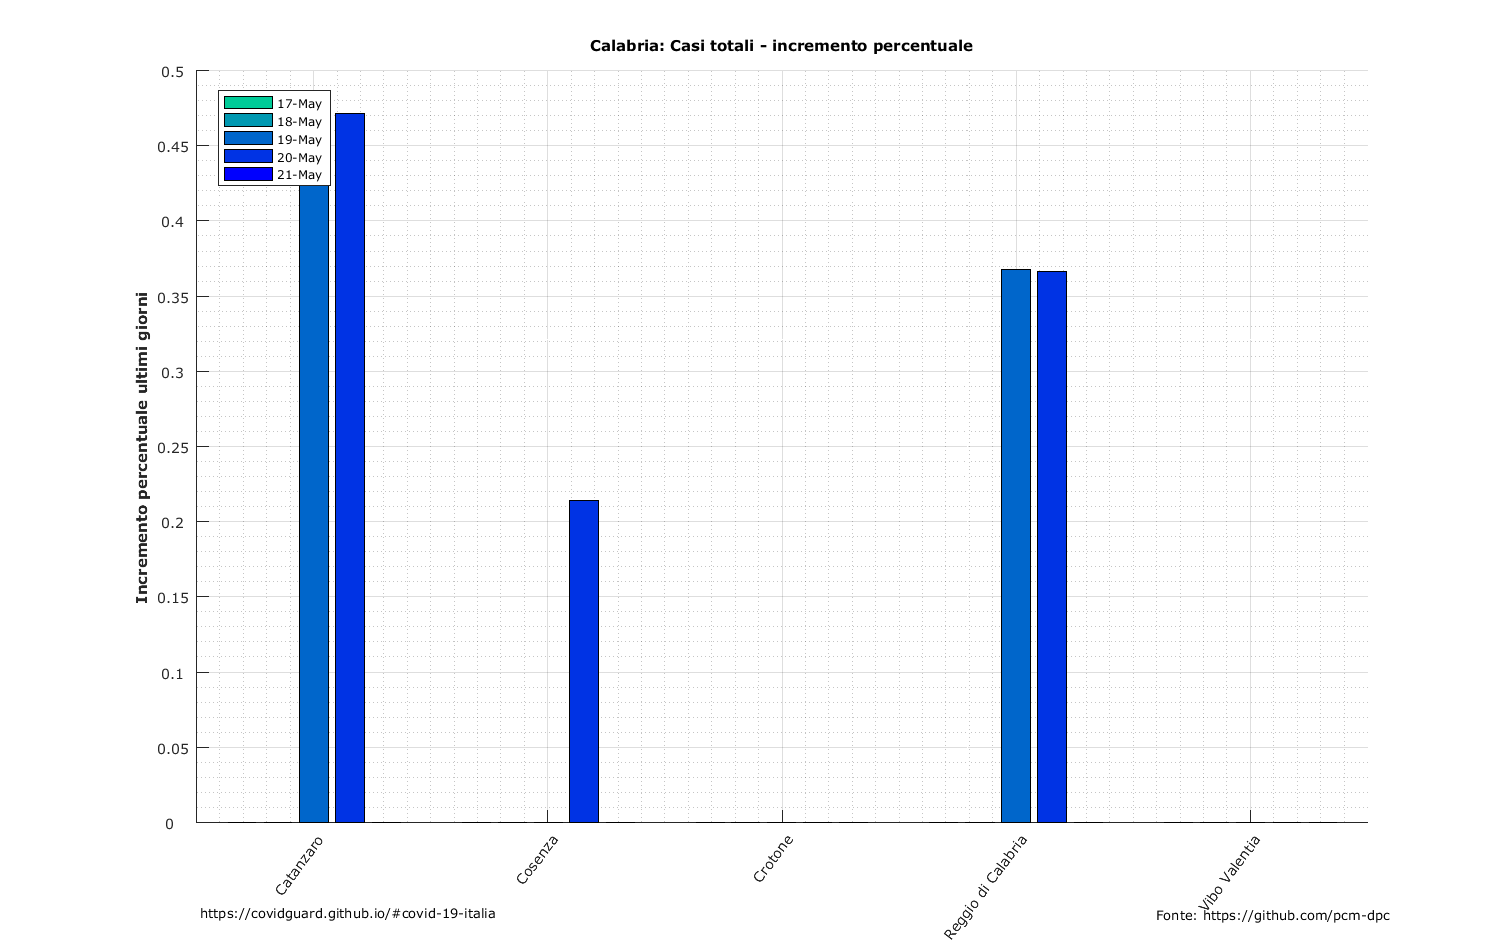 Calabria: Casi totali - incremento percentuale
Incremento percentuale ultimi giorni
0.5
0.45
0.4
0.35
0.3
0.25
0.2
0.15
0.1
0.05
0
17-May
18-May
19-May
20-May
21-May
Catanzaro
Cosenza
Crotone
Reggio di Calabria
Vibo Valentia
https://covidguard.github.io/#covid-19-italia
Fonte: https://github.com/pcm-dpc